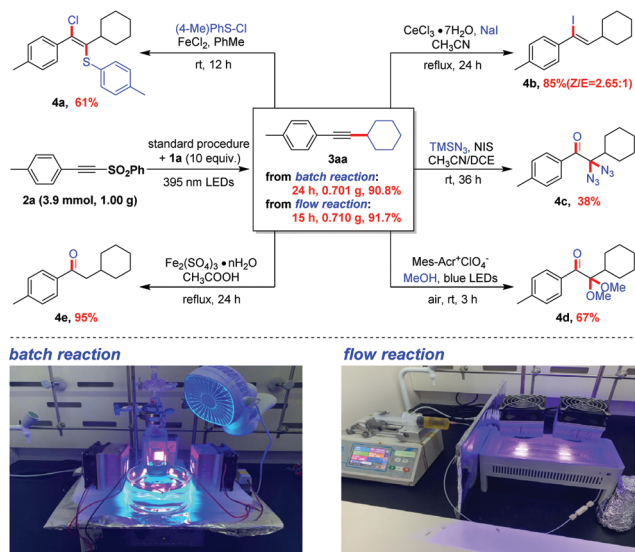 Cl
S
4a, 61%
(4-Me)PhS-Cl
FeCl₂, PhMe
rt, 12 h
CeCl₃ •7H₂O, NaI
CH₃CN
reflux, 24 h
I
4b, 85%(Z/E=2.65:1)
SO₂Ph
2a (3.9 mmol, 1.00 g)
standard procedure
+ 1a (10 equiv.)
395 nm LEDs
3aa
from batch reaction:
24 h, 0.701 g, 90.8%
from flow reaction:
15 h, 0.710 g, 91.7%
TMSN₃, NIS
CH₃CN/DCE
rt, 36 h
O
N₃
N₃
4c, 38%
O
4e, 95%
Fe₂(SO₄)₃ •nH₂O
CH₃COOH
reflux, 24 h
Mes-Acr⁺ClO₄⁻
MeOH, blue LEDs
air, rt, 3 h
O
OMe
OMe
4d, 67%
batch reaction
flow reaction